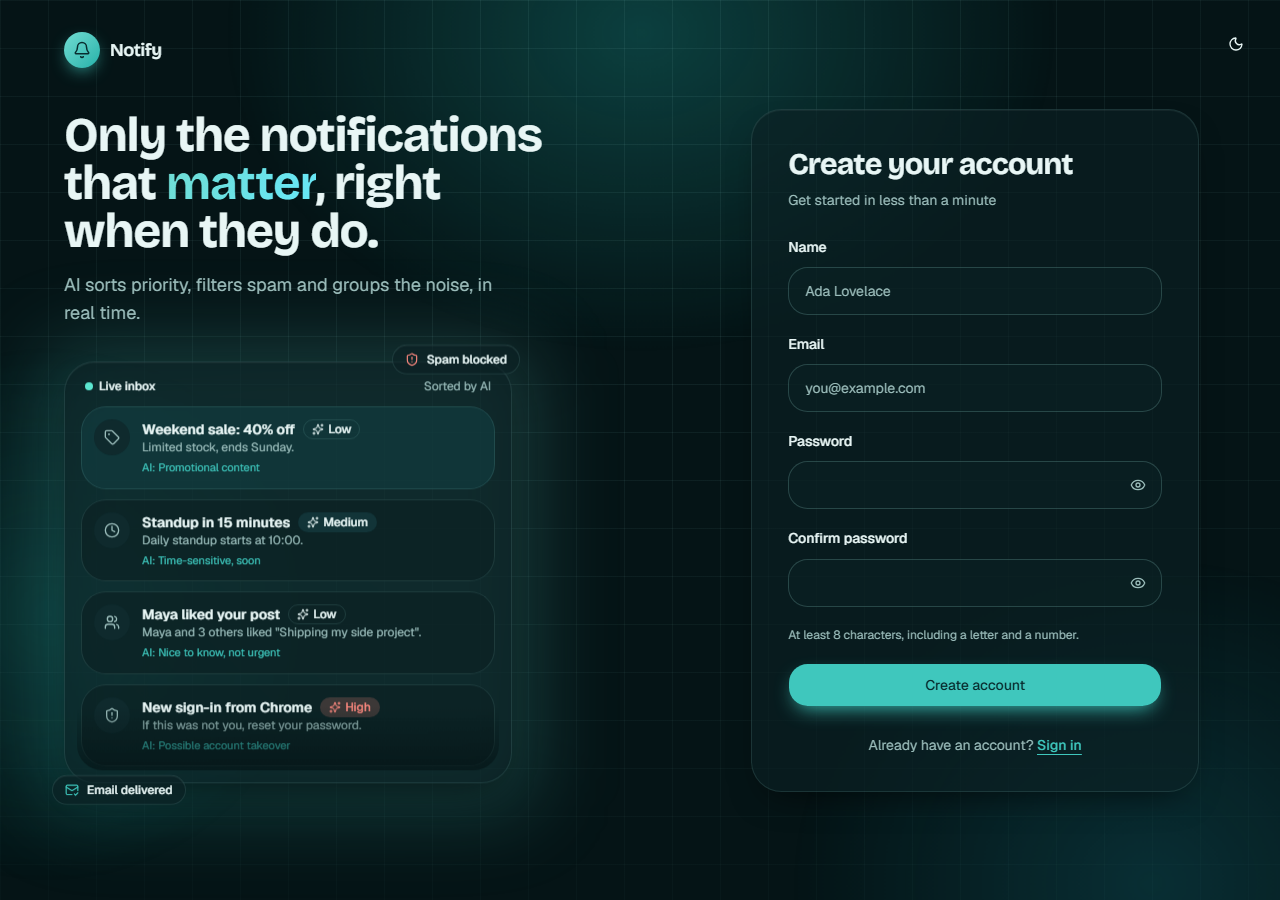 Notify
Only the notifications
that matter, right
when they do.
AI sorts priority, filters spam and groups the noise, in
real time.
Spam blocked
Live inbox
Sorted by AI
Weekend sale: 40% off
Low
Limited stock, ends Sunday.
AI: Promotional content
Standup in 15 minutes
Medium
Daily standup starts at 10:00.
AI: Time-sensitive, soon
Maya liked your post
Low
Maya and 3 others liked "Shipping my side project".
AI: Nice to know, not urgent
New sign-in from Chrome
High
If this was not you, reset your password.
AI: Possible account takeover
Email delivered
Create your account
Get started in less than a minute
Name
Ada Lovelace
Email
you@example.com
Password
Confirm password
At least 8 characters, including a letter and a number.
Create account
Already have an account? Sign in